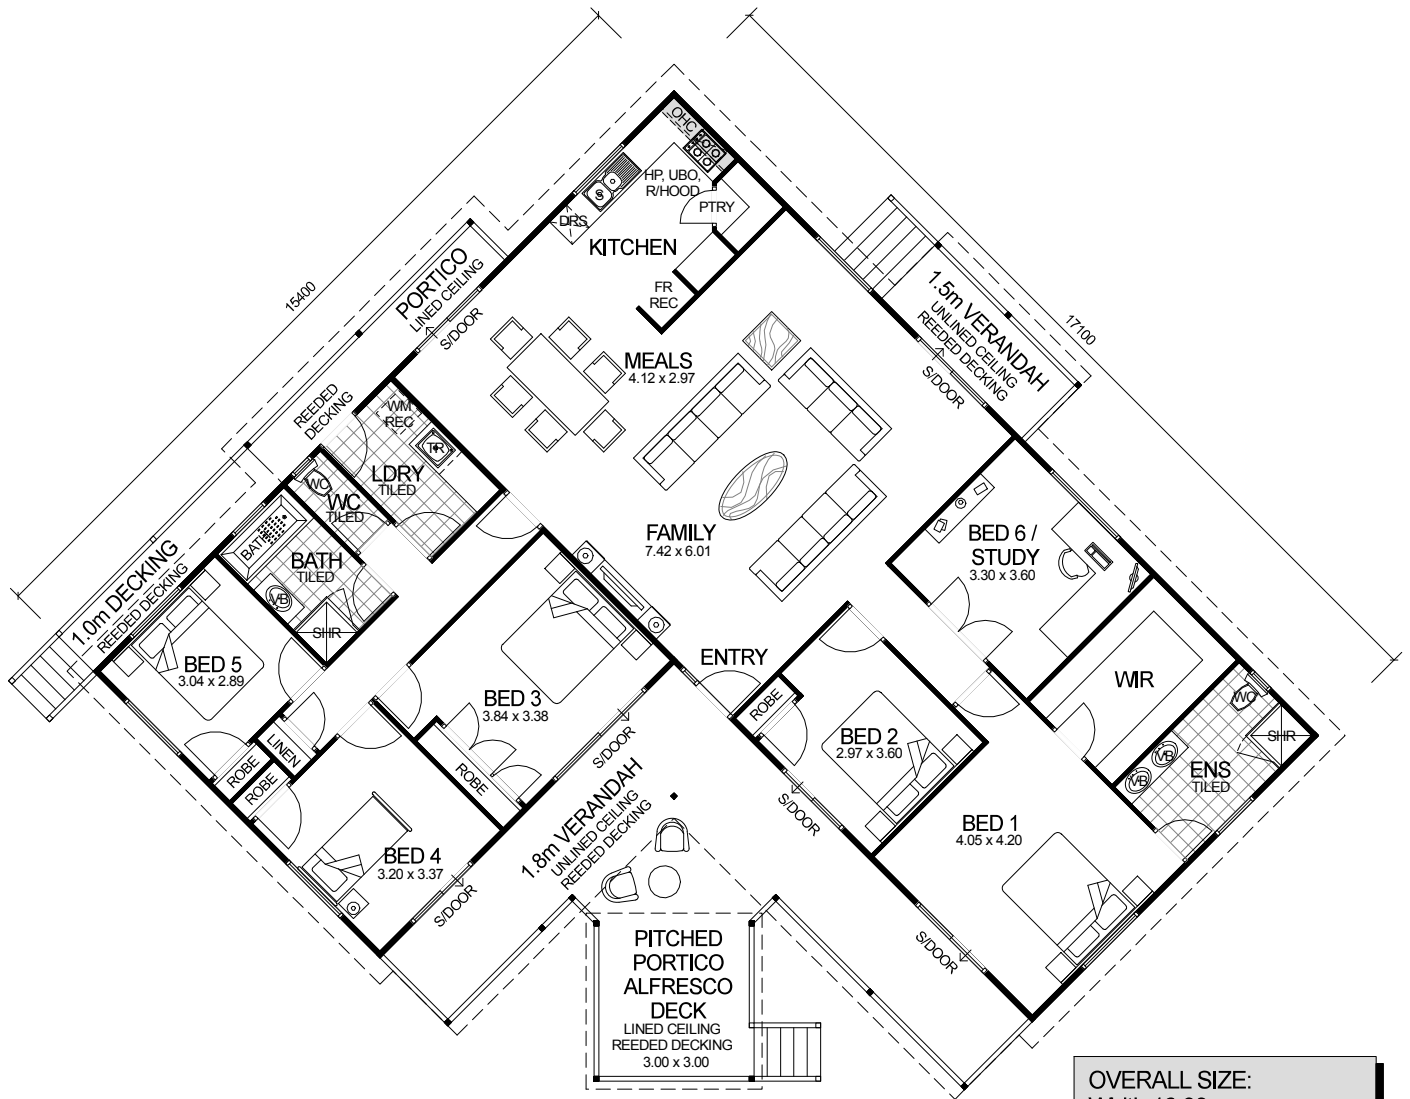 15400
17100
OHC
HP, UBO,
R/HOOD
PTRY
DRS
S
KITCHEN
FR
REC
PORTICO
LINED CEILING
S/DOOR
1.5m VERANDAH
UNLINED CEILING
REEDED DECKING
S/DOOR
MEALS
4.12 x 2.97
REEDED
DECKING
WM
REC
TR
LDRY
TILED
WC
WC
TILED
BATH
BATH
TILED
VB
SHR
1.0m DECKING
REEDED DECKING
FAMILY
7.42 x 6.01
BED 6 /
STUDY
3.30 x 3.60
BED 5
3.04 x 2.89
BED 3
3.84 x 3.38
ENTRY
WIR
WC
SHR
VB
VB
ENS
TILED
ROBE
BED 2
2.97 x 3.60
LINEN
ROBE
ROBE
ROBE
S/DOOR
S/DOOR
BED 1
4.05 x 4.20
BED 4
3.20 x 3.37
S/DOOR
1.8m VERANDAH
UNLINED CEILING
REEDED DECKING
S/DOOR
PITCHED
PORTICO
ALFRESCO
DECK
LINED CEILING
REEDED DECKING
3.00 x 3.00
OVERALL SIZE: